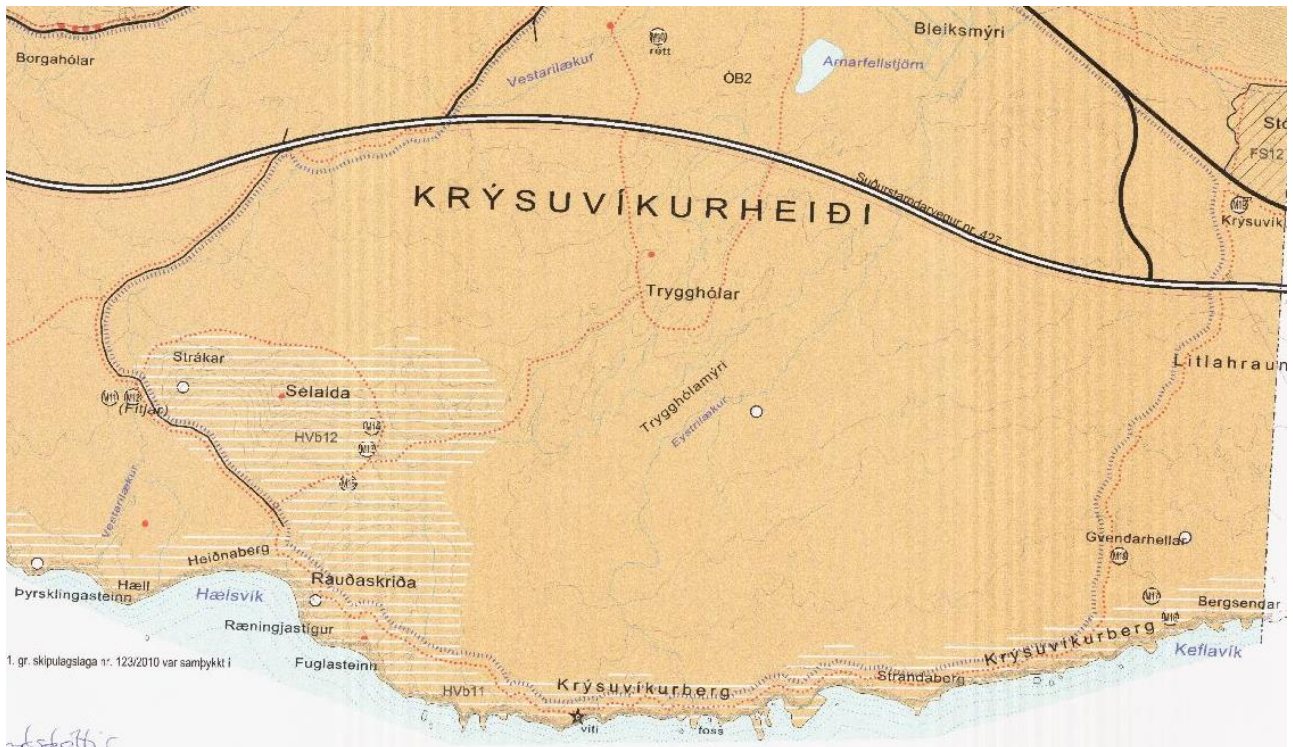 Bleiksmýri
Borgahólar
rétt
Vestarilækur
ÓB2
Arnarfellstjörn
FS12
KRÝSUVÍKURHEIÐI
Suðurstrandarvegur nr. 427
Krýsuvík
Trygghólar
Litlahraun
Strákar
Selalda
(Fitjar)
HVb12
Trygghólamýri
Eystrilækur
Vestarilækur
Gvendarhellar
Heiðnaberg
Hæll
Rauðaskriða
Þyrsklingasteinn
Hælsvík
Bergsendar
Ræningjastígur
Krýsuvíkurberg
Keflavík
1. gr. skipulagslaga nr. 123/2010 var samþykkt í
Fuglasteinn
Strandaberg
HVb11
Krýsuvíkurberg
viti
foss